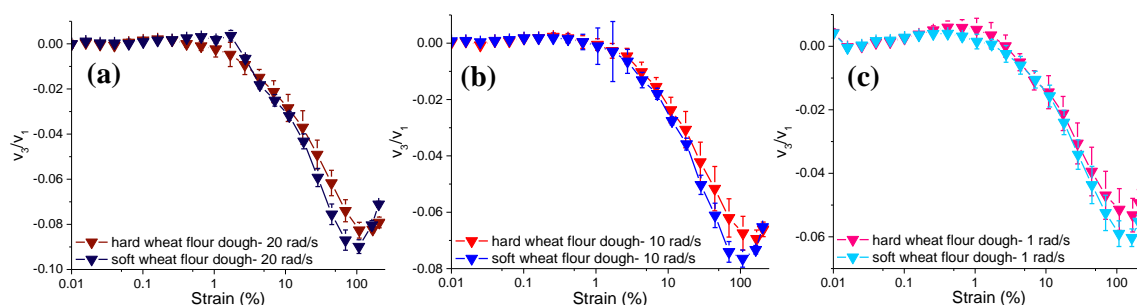 (a)
0.00
-0.02
-0.04
-0.06
-0.08
-0.10
v3/v1
hard wheat flour dough- 20 rad/s
soft wheat flour dough- 20 rad/s
0.01 0.1 1 10 100
Strain (%)
(b)
0.00
-0.02
-0.04
-0.06
-0.08
v3/v1
hard wheat flour dough- 10 rad/s
soft wheat flour dough- 10 rad/s
0.01 0.1 1 10 100
Strain (%)
(c)
0.00
-0.03
-0.06
v3/v1
hard wheat flour dough- 1 rad/s
soft wheat flour dough- 1 rad/s
0.01 0.1 1 10 100
Strain (%)